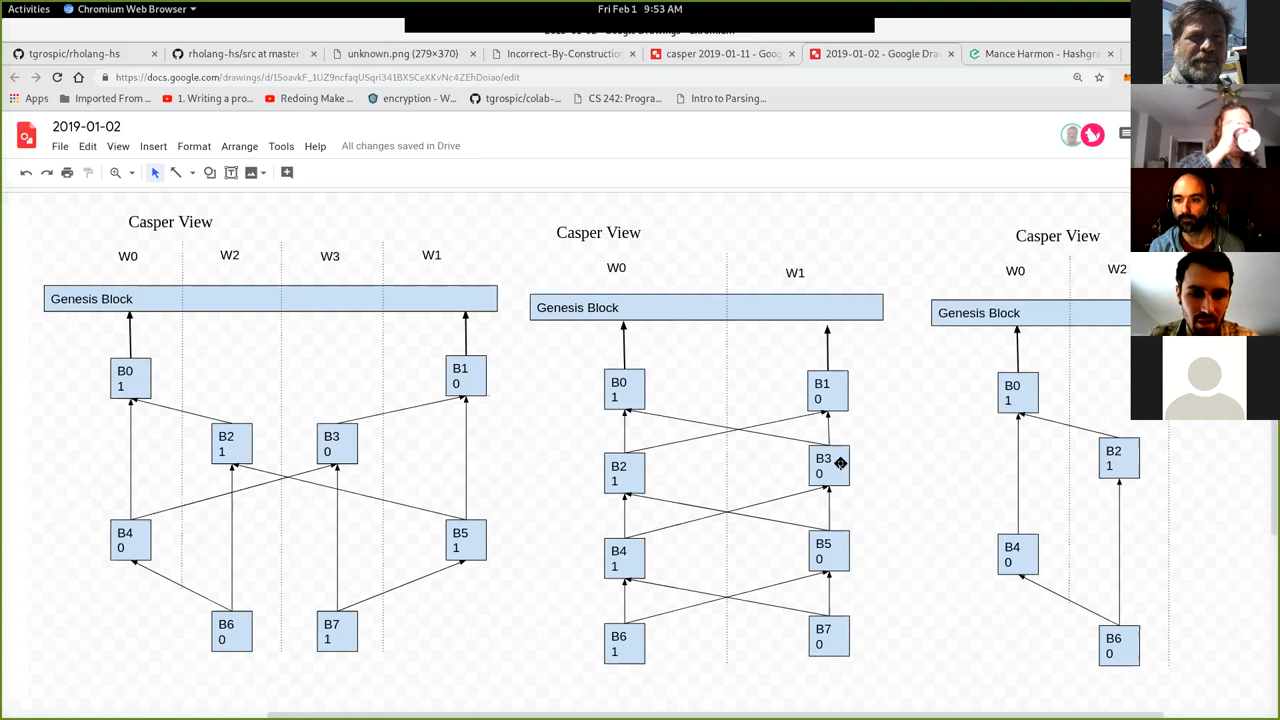 Activities Chromium Web Browser Fri Feb 1 9:53 AM
tgrospic/rholang-hs rholang-hs/src at master unknown.png (279×370) Incorrect-By-Construction casper 2019-01-11 - Goog 2019-01-02 - Google Dra Mance Harmon - Hashgra
https://docs.google.com/drawings/d/15oavkF_1UZ9ncfaqUSqri341BXSCeXKvNc4ZEhDoiao/edit
Apps Imported From ... 1. Writing a pro... Redoing Make ... encryption - W... tgrospic/colab-... CS 242: Progra... Intro to Parsing...
2019-01-02
File Edit View Insert Format Arrange Tools Help All changes saved in Drive
Casper View
W0 W2 W3 W1
Genesis Block
B0
1
B1
0
B2
1
B3
0
B4
0
B5
1
B6
0
B7
1
Casper View
W0 W1
Genesis Block
B0
1
B1
0
B2
1
B3
0
B4
1
B5
0
B6
1
B7
0
Casper View
W0 W2
Genesis Block
B0
1
B2
1
B4
0
B6
0